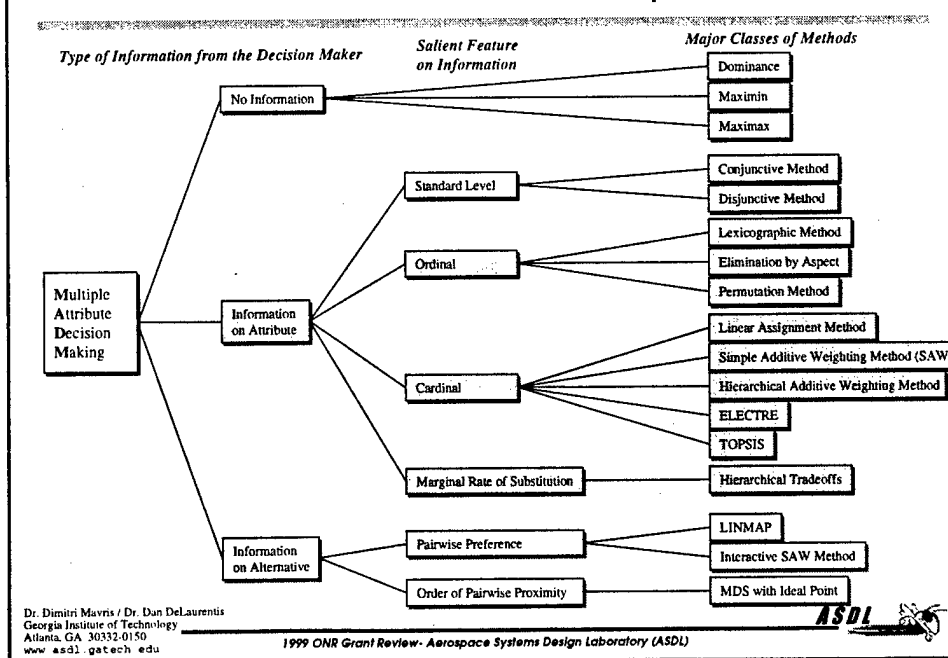 Type of Information from the Decision Maker
Salient Feature
on Information
Major Classes of Methods
No Information
Dominance
Maximin
Maximax
Standard Level
Conjunctive Method
Disjunctive Method
Ordinal
Lexicographic Method
Elimination by Aspect
Permutation Method
Multiple
Attribute
Decision
Making
Information
on Attribute
Cardinal
Linear Assignment Method
Simple Additive Weighting Method (SAW
Hierarchical Additive Weighting Method
ELECTRE
TOPSIS
Marginal Rate of Substitution
Hierarchical Tradeoffs
Information
on Alternative
Pairwise Preference
LINMAP
Interactive SAW Method
Order of Pairwise Proximity
MDS with Ideal Point
Dr. Dimitri Mavris / Dr. Dan DeLaurentis
Georgia Institute of Technology
Atlanta, GA 30332-0150
www asdl.gatech edu
1999 ONR Grant Review- Aerospace Systems Design Laboratory (ASDL)
ASDL